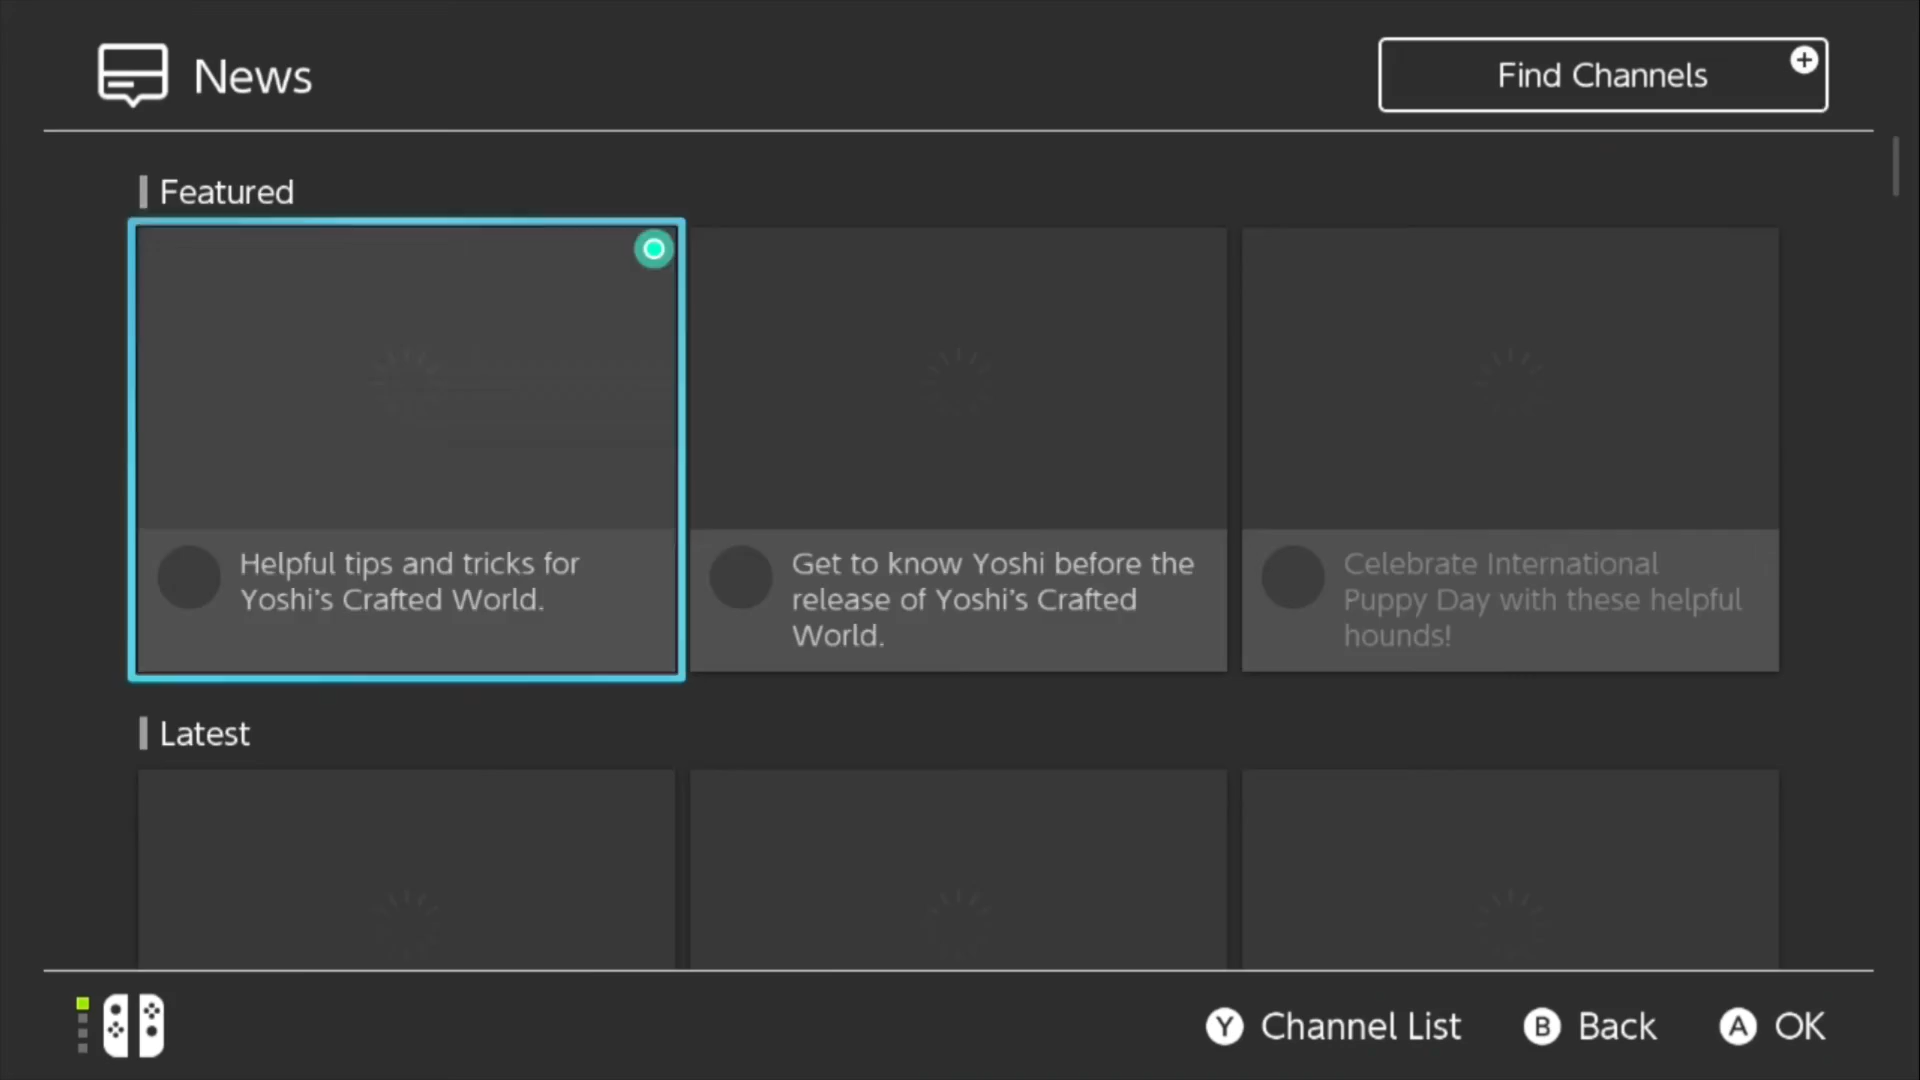 News
Find Channels
Featured
Helpful tips and tricks for
Yoshi's Crafted World.
Get to know Yoshi before the
release of Yoshi's Crafted
World.
Celebrate International
Puppy Day with these helpful
hounds!
Latest
Y Channel List B Back A OK